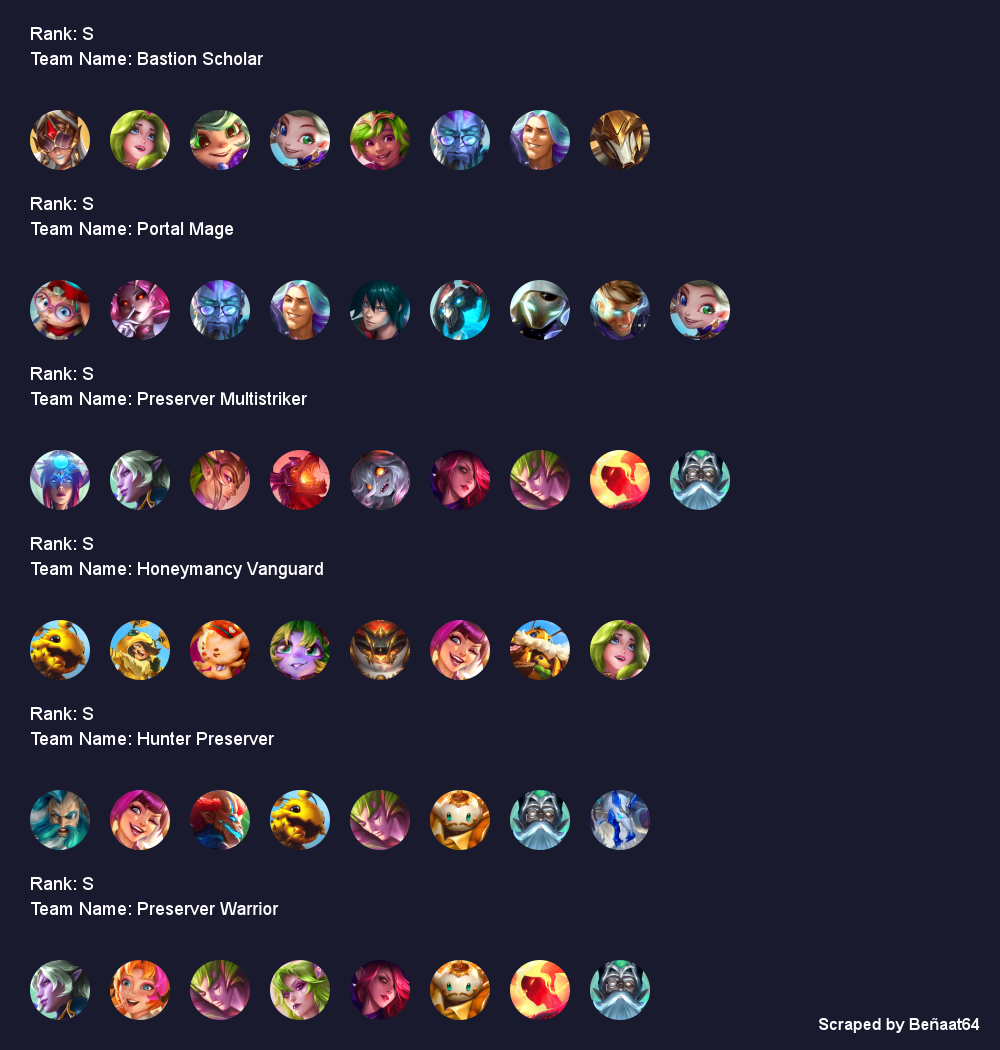 Rank: S
Team Name: Bastion Scholar
Rank: S
Team Name: Portal Mage
Rank: S
Team Name: Preserver Multistriker
Rank: S
Team Name: Honeymancy Vanguard
Rank: S
Team Name: Hunter Preserver
Rank: S
Team Name: Preserver Warrior
Scraped by Beñaat64